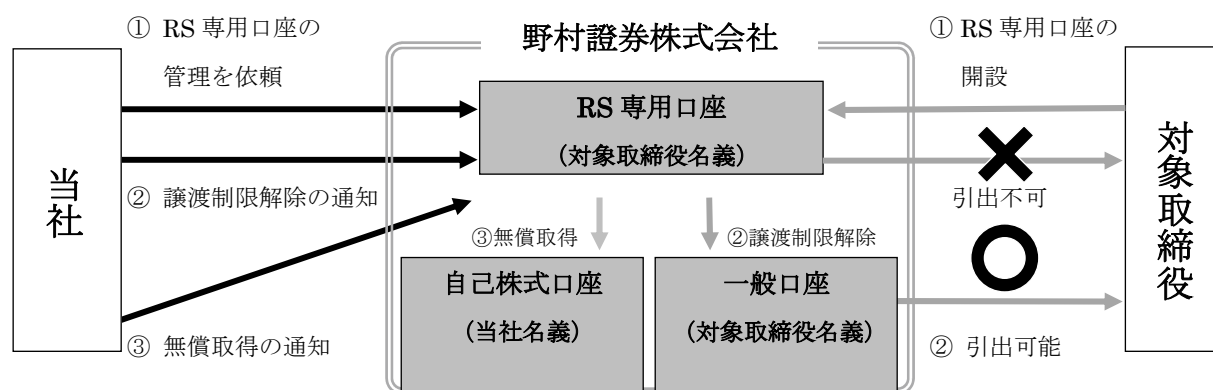 ① RS 専用口座の
管理を依頼
野村證券株式会社
① RS 専用口座の
開設
RS 専用口座
(対象取締役名義)
当社
② 譲渡制限解除の通知
引出不可
対象取締役
③無償取得
②譲渡制限解除
自己株式口座
(当社名義)
一般口座
(対象取締役名義)
③ 無償取得の通知
② 引出可能